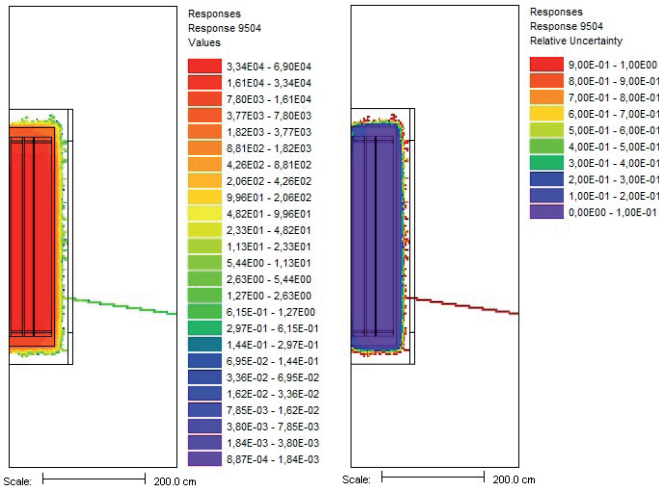 Responses
Response 9504
Values
3,34E04 - 6,90E04
1,61E04 - 3,34E04
7,80E03 - 1,61E04
3,77E03 - 7,80E03
1,82E03 - 3,77E03
8,81E02 - 1,82E03
4,26E02 - 8,81E02
2,06E02 - 4,26E02
9,96E01 - 2,06E02
4,82E01 - 9,96E01
2,33E01 - 4,82E01
1,13E01 - 2,33E01
5,44E00 - 1,13E01
2,63E00 - 5,44E00
1,27E00 - 2,63E00
6,15E-01 - 1,27E00
2,97E-01 - 6,15E-01
1,44E-01 - 2,97E-01
6,95E-02 - 1,44E-01
3,36E-02 - 6,95E-02
1,62E-02 - 3,36E-02
7,85E-03 - 1,62E-02
3,80E-03 - 7,85E-03
1,84E-03 - 3,80E-03
8,87E-04 - 1,84E-03
Scale: 200.0 cm
Responses
Response 9504
Relative Uncertainty
9,00E-01 - 1,00E00
8,00E-01 - 9,00E-01
7,00E-01 - 8,00E-01
6,00E-01 - 7,00E-01
5,00E-01 - 6,00E-01
4,00E-01 - 5,00E-01
3,00E-01 - 4,00E-01
2,00E-01 - 3,00E-01
1,00E-01 - 2,00E-01
0,00E00 - 1,00E-01
Scale: 200.0 cm